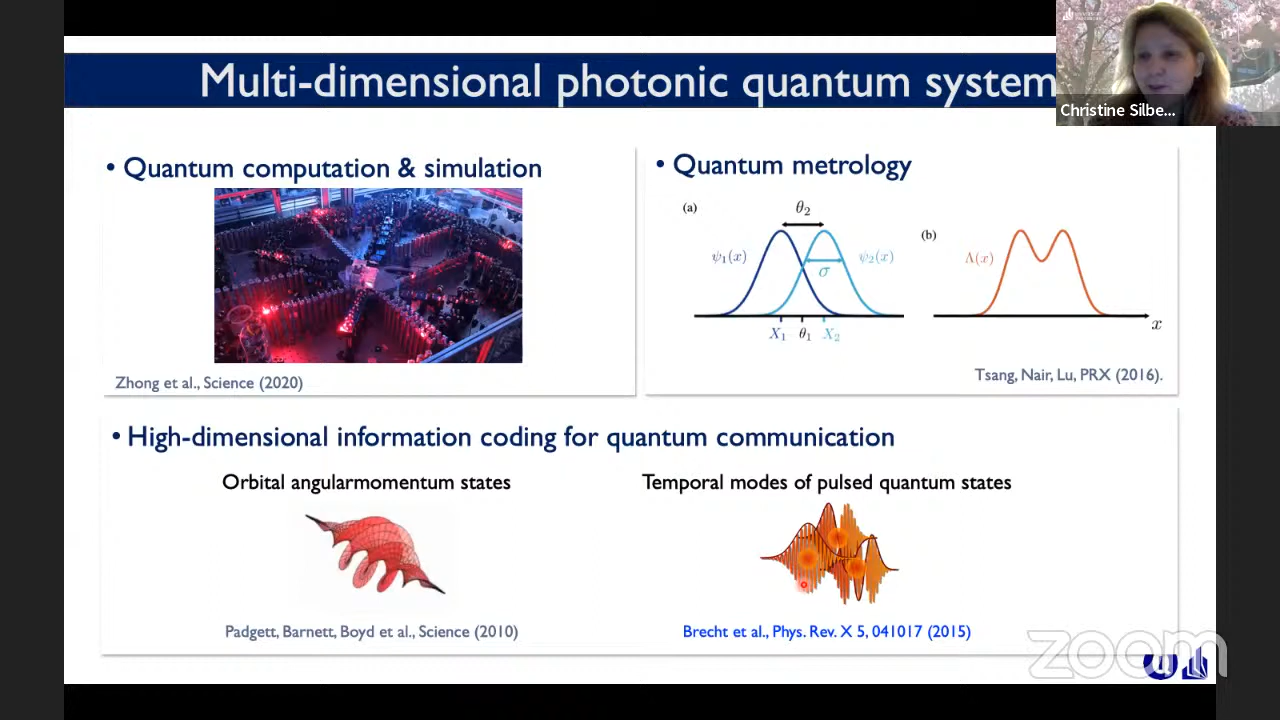 Multi-dimensional photonic quantum system
Christine Silbe...
• Quantum computation & simulation
Zhong et al., Science (2020)
• Quantum metrology
(a)
θ₂
ψ₁(x)
ψ₂(x)
σ
X₁ θ₁ X₂
(b)
Λ(x)
x
Tsang, Nair, Lu, PRX (2016).
• High-dimensional information coding for quantum communication
Orbital angularmomentum states
Padgett, Barnett, Boyd et al., Science (2010)
Temporal modes of pulsed quantum states
Brecht et al., Phys. Rev. X 5, 041017 (2015)
zoom